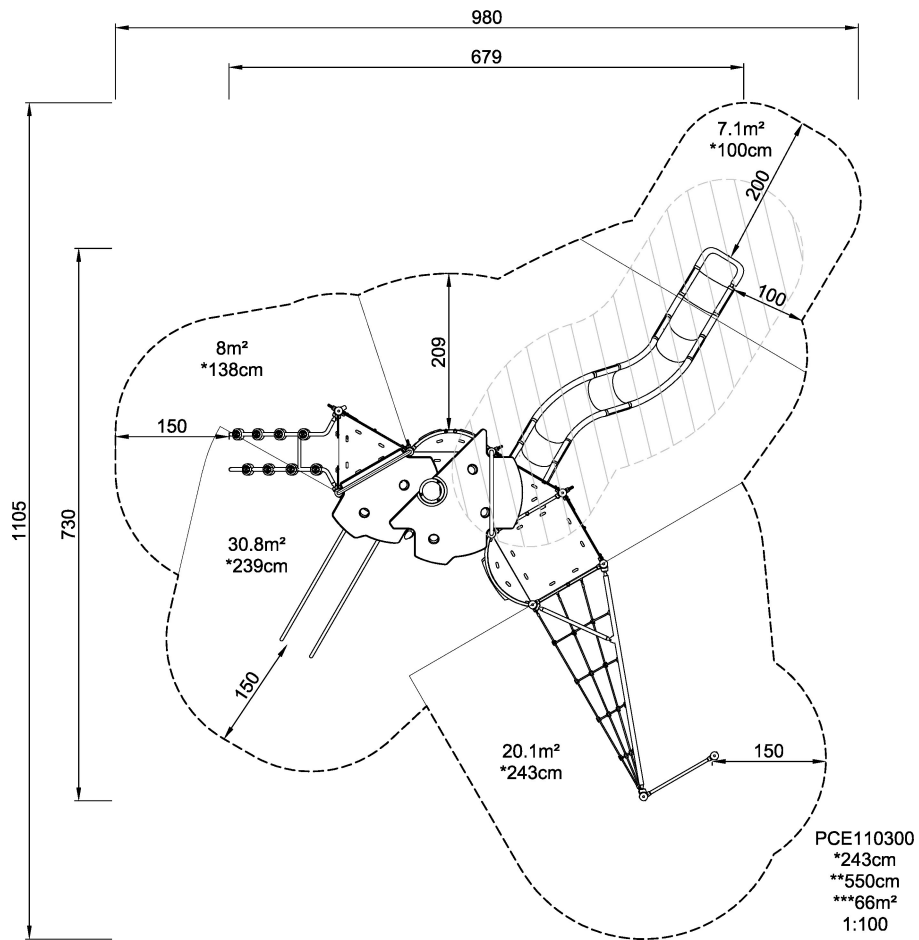 980
679
7.1m²
*100cm
200
100
209
8m²
*138cm
150
1105
730
30.8m²
*239cm
150
20.1m²
*243cm
150
PCE110300
*243cm
**550cm
***66m²
1:100